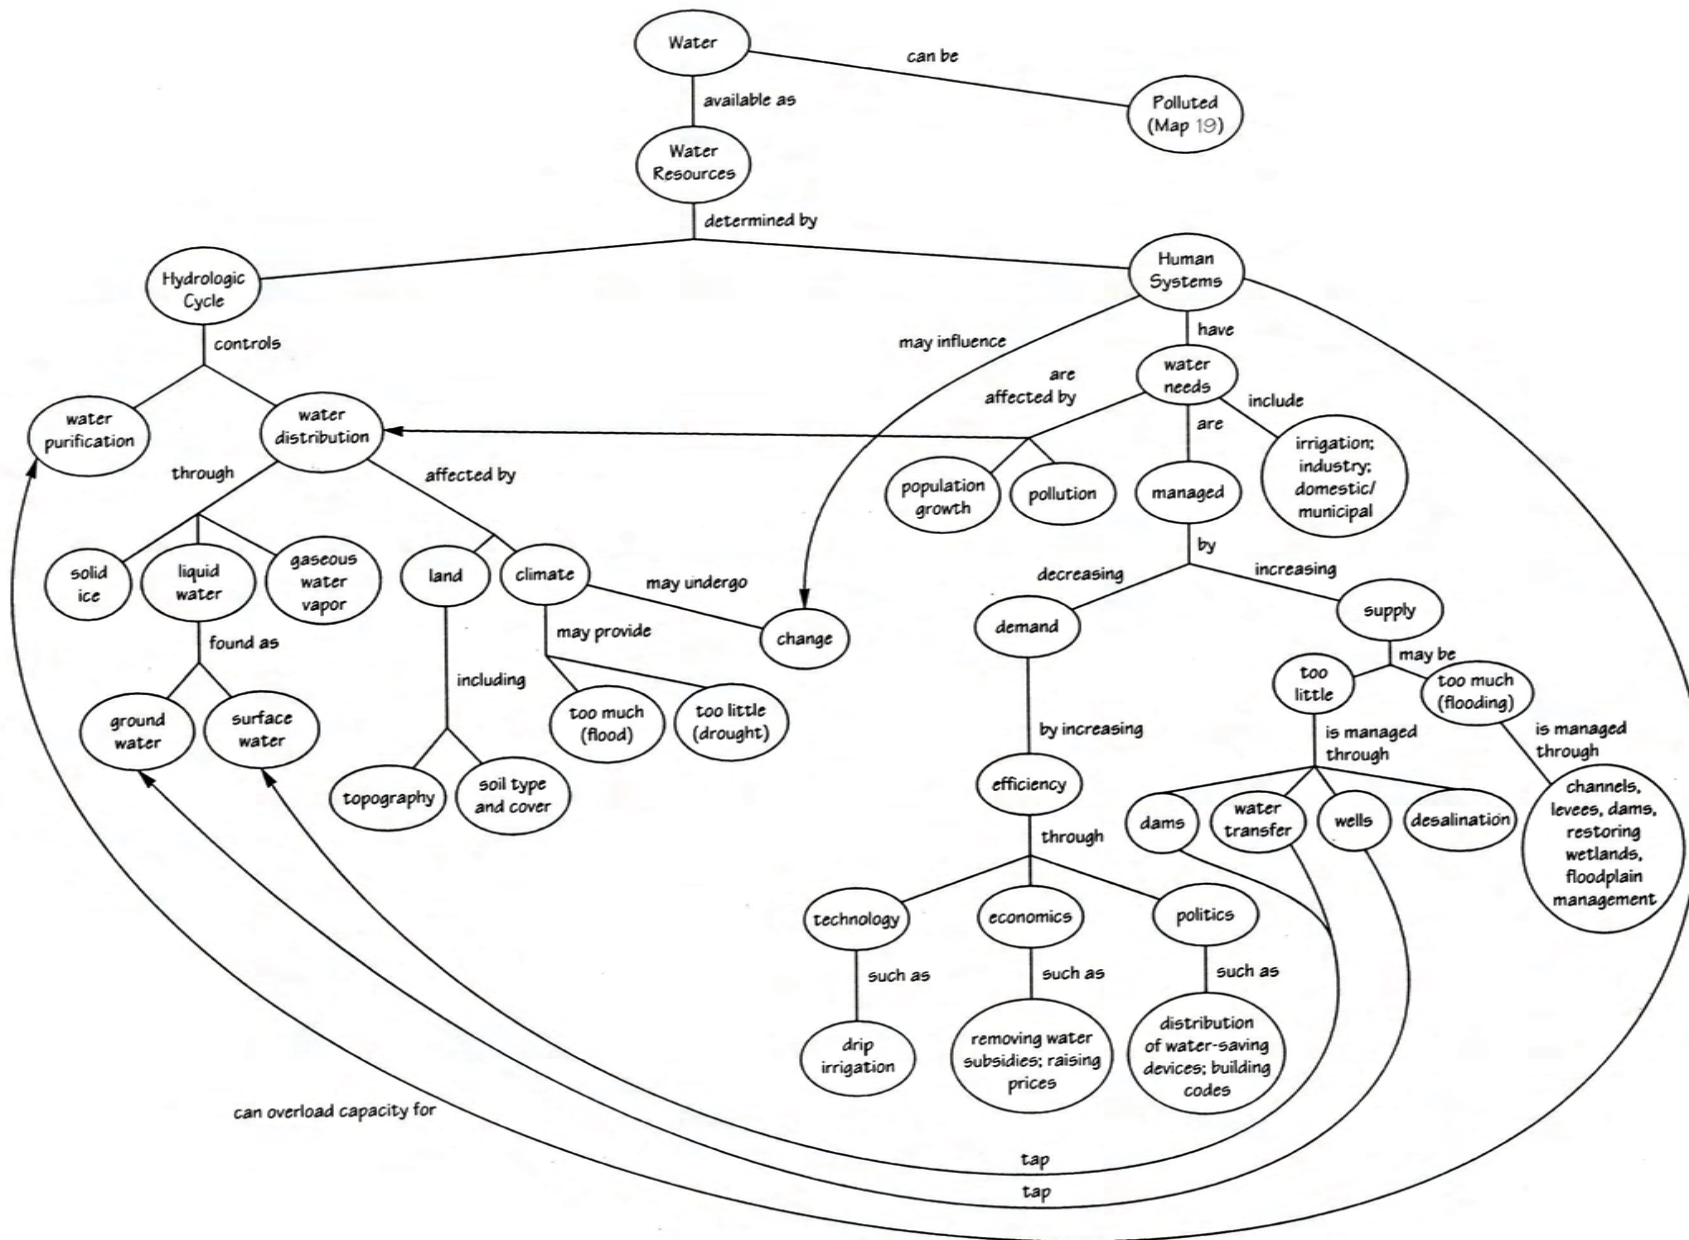 Water
can be
Polluted
(Map 19)
available as
Water
Resources
determined by
Hydrologic
Cycle
Human
Systems
controls
may influence
have
water
purification
water
distribution
are
affected by
water
needs
include
are
irrigation;
industry;
domestic/
municipal
through
affected by
population
growth
pollution
managed
solid
ice
liquid
water
gaseous
water
vapor
land
climate
may undergo
change
by
decreasing
increasing
demand
supply
found as
may provide
including
may be
too
little
too much
(flooding)
ground
water
surface
water
too much
(flood)
too little
(drought)
by increasing
is managed
through
is managed
through
topography
soil type
and cover
efficiency
dams
water
transfer
wells
desalination
channels,
levees, dams,
restoring
wetlands,
floodplain
management
through
technology
economics
politics
such as
such as
such as
drip
irrigation
removing water
subsidies; raising
prices
distribution
of water-saving
devices; building
codes
can overload capacity for
tap
tap